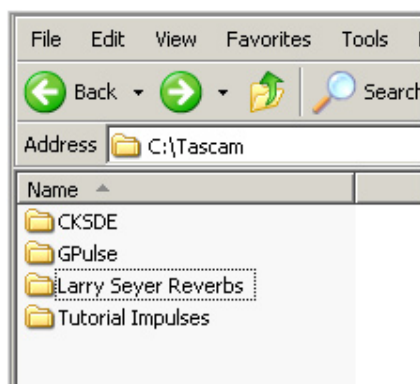 File Edit View Favorites Tools
Back Search
Address C:\Tascam
Name
CKSDE
GPulse
Larry Seyer Reverbs
Tutorial Impulses